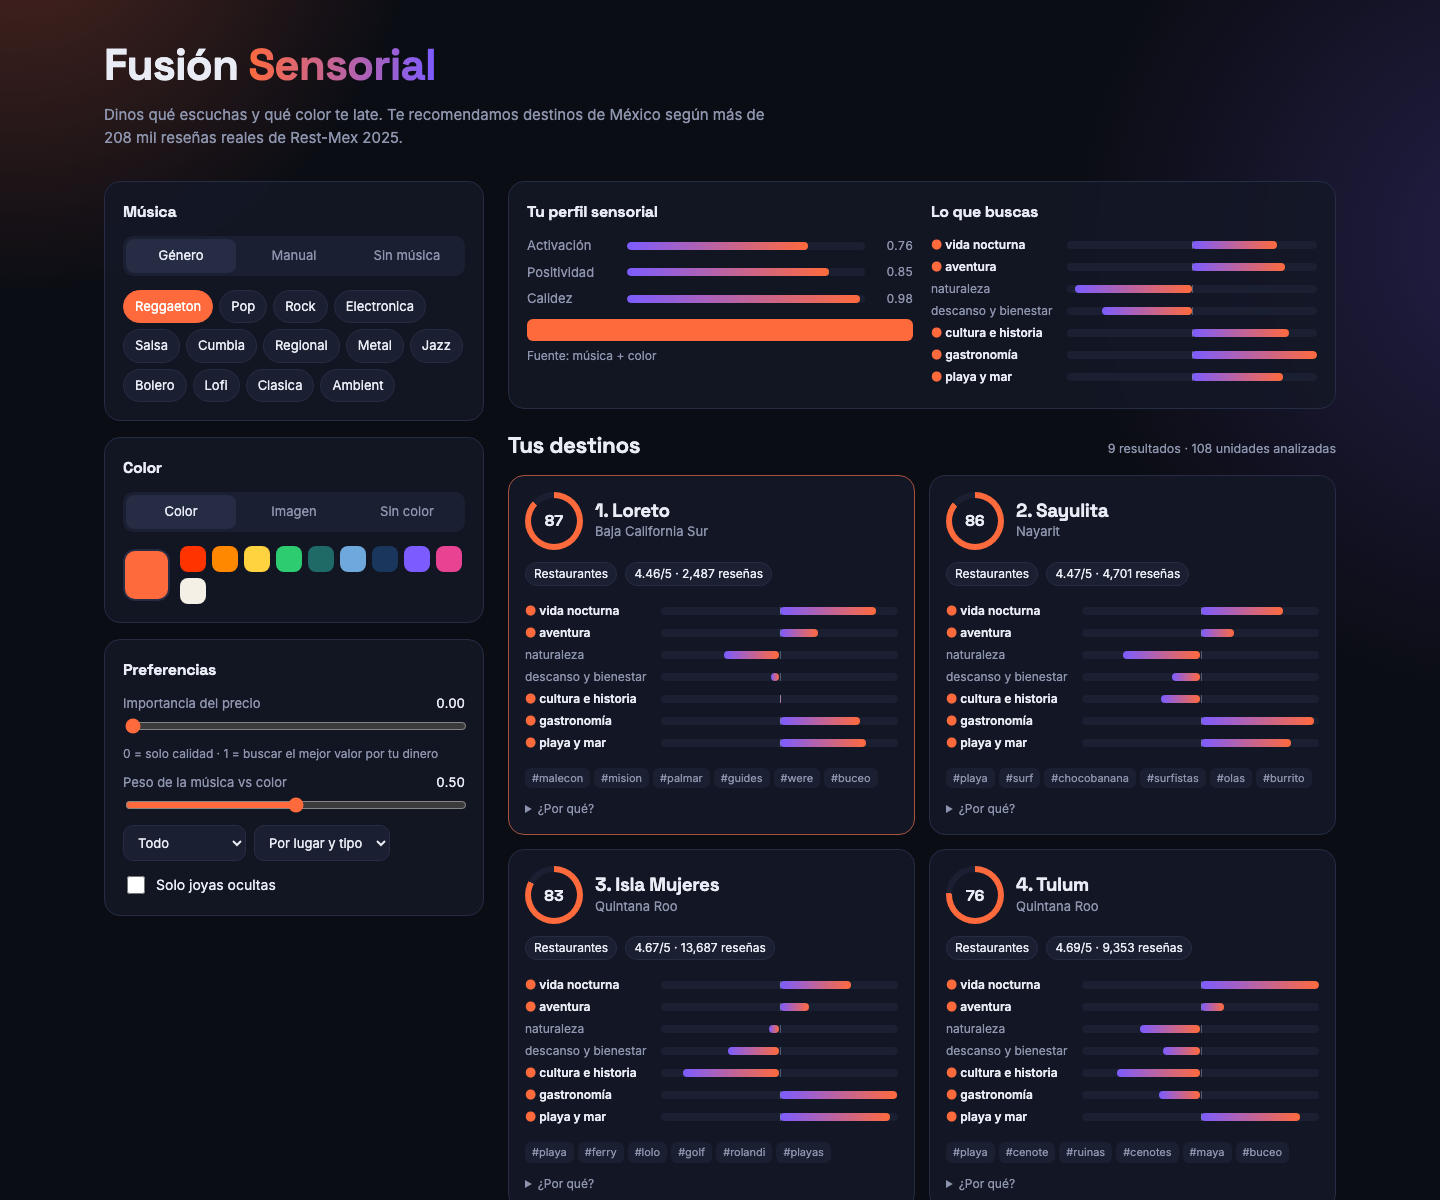 Fusión Sensorial
Dinos qué escuchas y qué color te late. Te recomendamos destinos de México según más de
208 mil reseñas reales de Rest-Mex 2025.
Música
Género Manual Sin música
Reggaeton Pop Rock Electronica
Salsa Cumbia Regional Metal Jazz
Bolero Lofi Clasica Ambient
Color
Color Imagen Sin color
Preferencias
Importancia del precio 0.00
0 = solo calidad · 1 = buscar el mejor valor por tu dinero
Peso de la música vs color 0.50
Todo Por lugar y tipo
Solo joyas ocultas
Tu perfil sensorial
Activación 0.76
Positividad 0.85
Calidez 0.98
Fuente: música + color
Lo que buscas
vida nocturna
aventura
naturaleza
descanso y bienestar
cultura e historia
gastronomía
playa y mar
Tus destinos
9 resultados · 108 unidades analizadas
87
1. Loreto
Baja California Sur
Restaurantes 4.46/5 · 2,487 reseñas
vida nocturna
aventura
naturaleza
descanso y bienestar
cultura e historia
gastronomía
playa y mar
#malecon #mision #palmar #guides #were #buceo
▶ ¿Por qué?
86
2. Sayulita
Nayarit
Restaurantes 4.47/5 · 4,701 reseñas
vida nocturna
aventura
naturaleza
descanso y bienestar
cultura e historia
gastronomía
playa y mar
#playa #surf #chocobanana #surfistas #olas #burrito
▶ ¿Por qué?
83
3. Isla Mujeres
Quintana Roo
Restaurantes 4.67/5 · 13,687 reseñas
vida nocturna
aventura
naturaleza
descanso y bienestar
cultura e historia
gastronomía
playa y mar
#playa #ferry #lolo #golf #rolandi #playas
▶ ¿Por qué?
76
4. Tulum
Quintana Roo
Restaurantes 4.69/5 · 9,353 reseñas
vida nocturna
aventura
naturaleza
descanso y bienestar
cultura e historia
gastronomía
playa y mar
#playa #cenote #ruinas #cenotes #maya #buceo
▶ ¿Por qué?